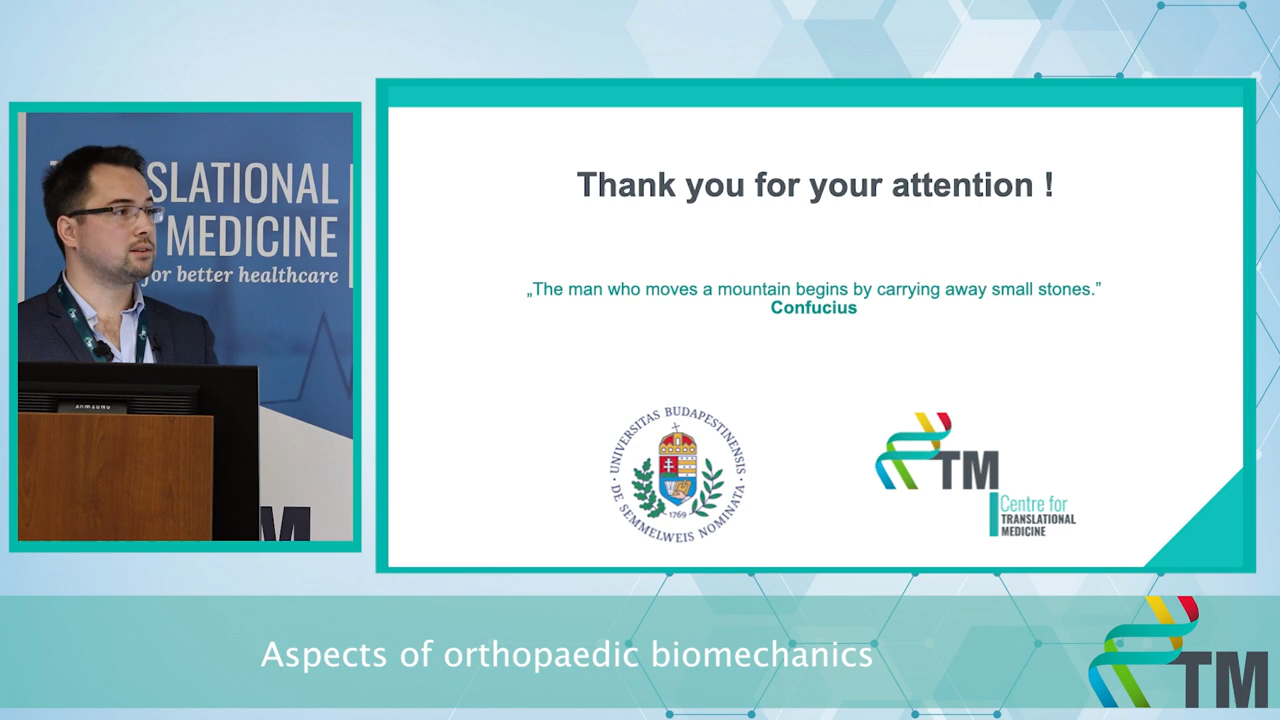 SLATIONAL
MEDICINE
for better healthcare
SAMSUNG
TM
Thank you for your attention !
„The man who moves a mountain begins by carrying away small stones.”
Confucius
UNIVERSITAS BUDAPESTINENSIS
DE SEMMELWEIS NOMINATA
1769
TM
Centre for
TRANSLATIONAL
MEDICINE
Aspects of orthopaedic biomechanics
TM